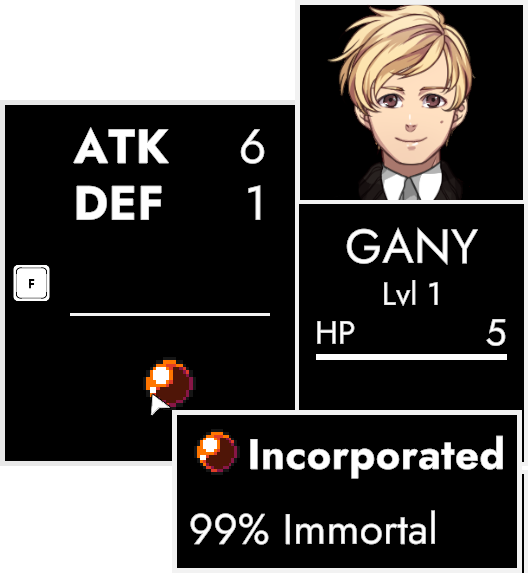 ATK 6
DEF 1
F
GANY
Lvl 1
HP 5
Incorporated
99% Immortal